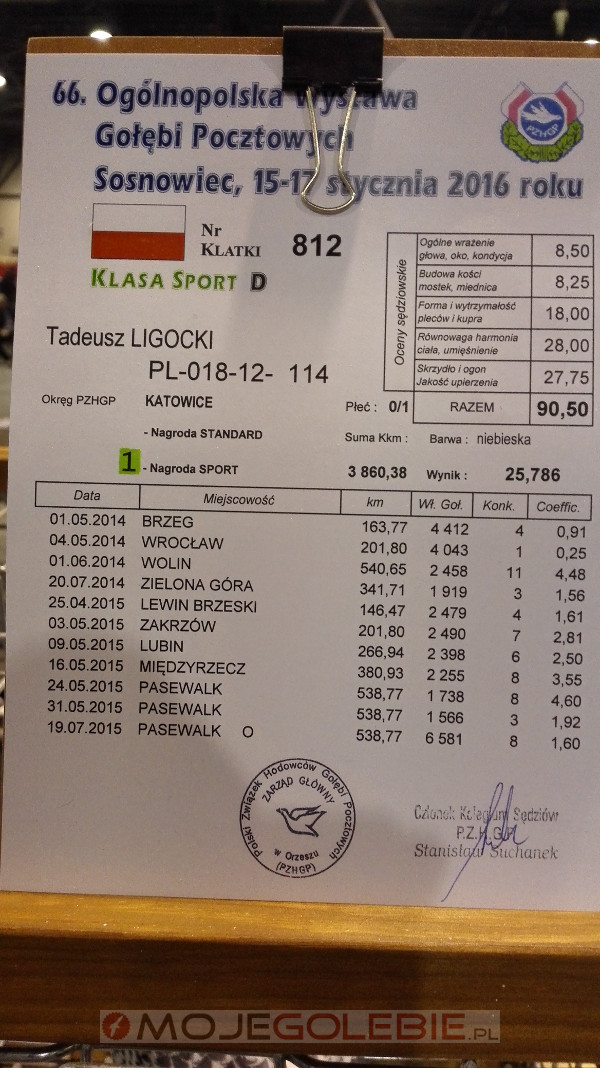 66. Ogólnopolska Wystawa
Gołębi Pocztowych
Sosnowiec, 15-17 stycznia 2016 roku
PZHGP
Nr
KLATKI 812
KLASA SPORT D
Oceny sędziowskie
Ogólne wrażenie
głowa, oko, kondycja 8,50
Budowa kości
mostek, miednica 8,25
Forma i wytrzymałość
pleców i kupra 18,00
Równowaga harmonia
ciała, umięśnienie 28,00
Skrzydło i ogon
Jakość upierzenia 27,75
RAZEM 90,50
Tadeusz LIGOCKI
PL-018-12- 114
Okręg PZHGP KATOWICE Płeć : 0/1
- Nagroda STANDARD Suma Kkm : Barwa : niebieska
1 - Nagroda SPORT 3 860,38 Wynik : 25,786
Data Miejscowość km Wł. Goł. Konk. Coeffic.
01.05.2014 BRZEG 163,77 4 412 4 0,91
04.05.2014 WROCŁAW 201,80 4 043 1 0,25
01.06.2014 WOLIN 540,65 2 458 11 4,48
20.07.2014 ZIELONA GÓRA 341,71 1 919 3 1,56
25.04.2015 LEWIN BRZESKI 146,47 2 479 4 1,61
03.05.2015 ZAKRZÓW 201,80 2 490 7 2,81
09.05.2015 LUBIN 266,94 2 398 6 2,50
16.05.2015 MIĘDZYRZECZ 380,93 2 255 8 3,55
24.05.2015 PASEWALK 538,77 1 738 8 4,60
31.05.2015 PASEWALK 538,77 1 566 3 1,92
19.07.2015 PASEWALK O 538,77 6 581 8 1,60
Polski Związek Hodowców Gołębi Pocztowych
ZARZĄD GŁÓWNY
w Orzeszu
(PZHGP)
Członek Kolegium Sędziów
P.Z.H.G.P.
Stanisław Suchanek
MOJEGOLEBIE.PL